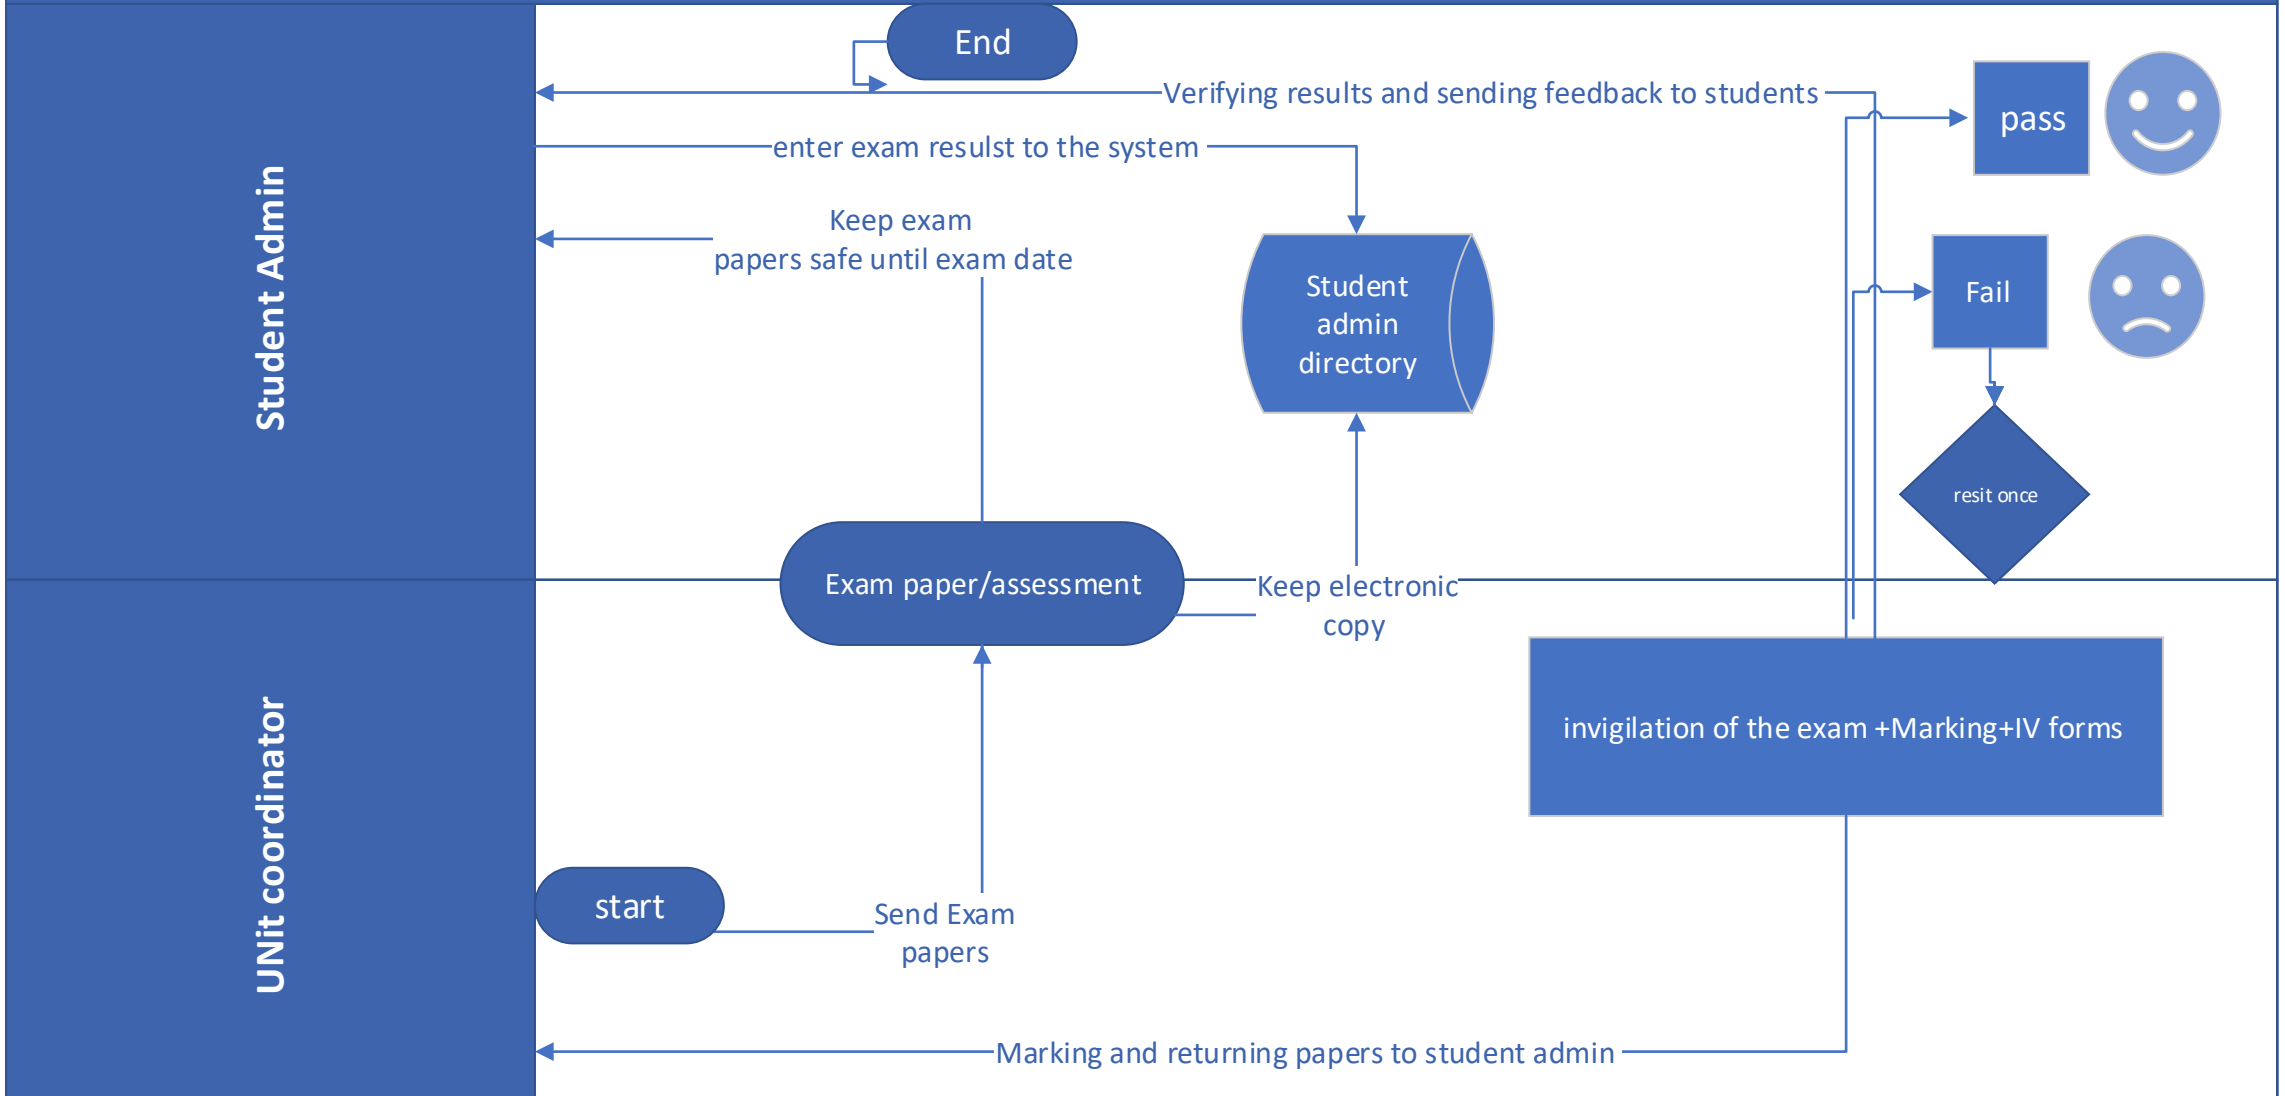 End
Verifying results and sending feedback to students
pass
enter exam resulst to the system
Student Admin
Keep exam
papers safe until exam date
Student
admin
directory
Fail
resit once
Exam paper/assessment
Keep electronic
copy
UNit coordinator
invigilation of the exam +Marking+IV forms
start
Send Exam
papers
Marking and returning papers to student admin